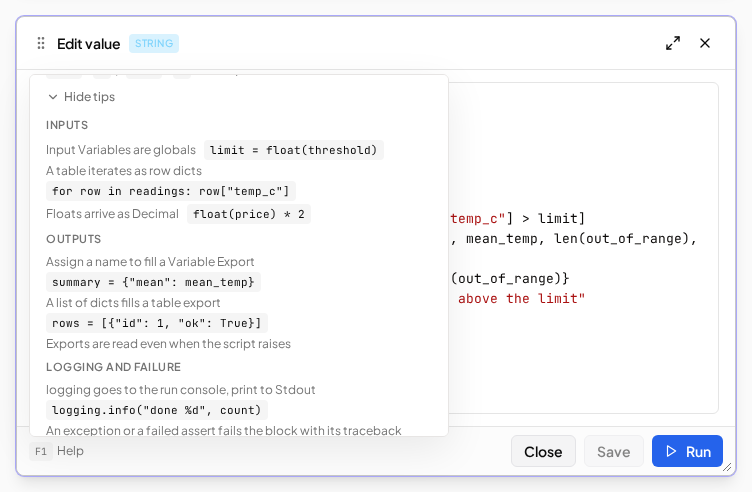 Edit value STRING
Hide tips
INPUTS
Input Variables are globals limit = float(threshold)
A table iterates as row dicts
for row in readings: row["temp_c"]
Floats arrive as Decimal float(price) * 2
temp_c"] > limit]
OUTPUTS
, mean_temp, len(out_of_range),
Assign a name to fill a Variable Export
summary = {"mean": mean_temp}
(out_of_range)}
A list of dicts fills a table export
above the limit"
rows = [{"id": 1, "ok": True}]
Exports are read even when the script raises
LOGGING AND FAILURE
logging goes to the run console, print to Stdout
logging.info("done %d", count)
An exception or a failed assert fails the block with its traceback
F1 Help
Close Save Run